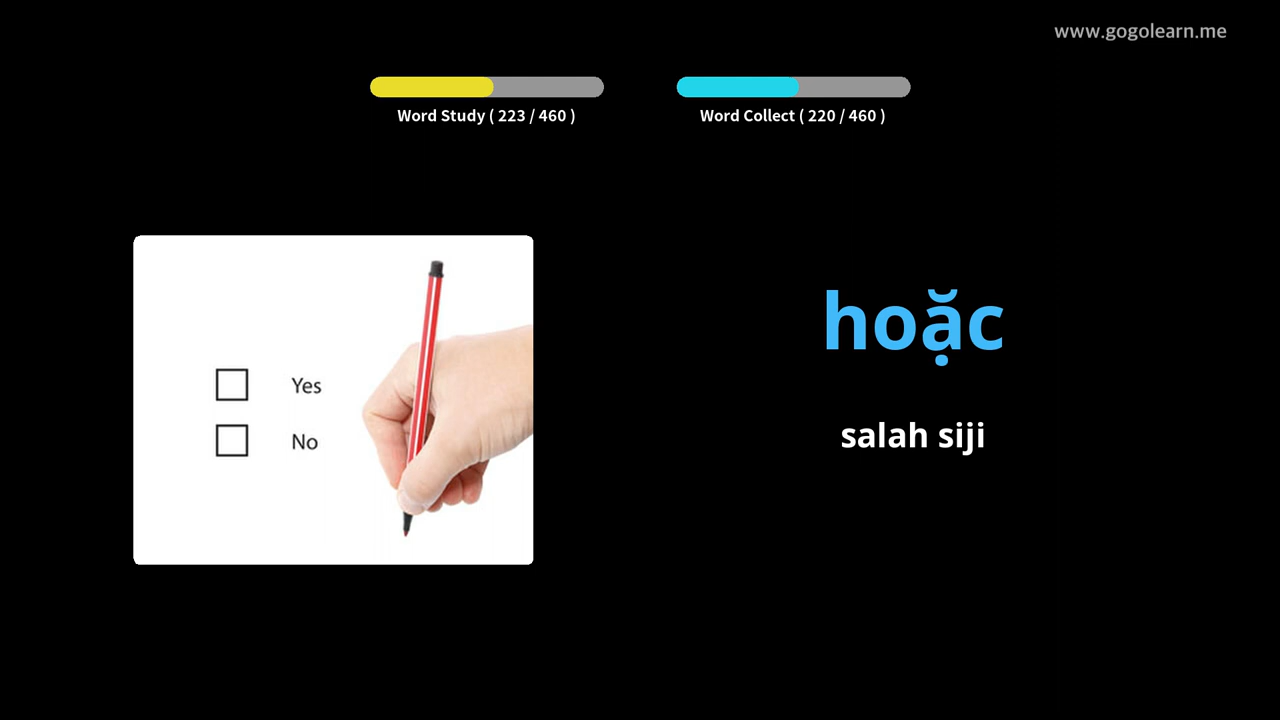 www.gogolearn.me
Word Study ( 223 / 460 )
Word Collect ( 220 / 460 )
Yes
No
hoặc
salah siji